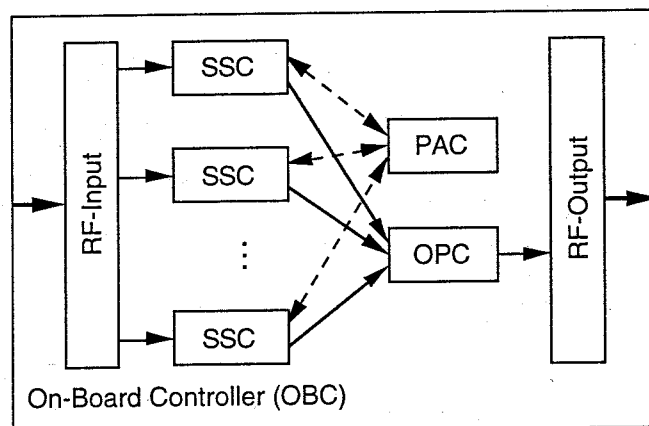 RF-Input
SSC
SSC
⋮
SSC
PAC
OPC
RF-Output
On-Board Controller (OBC)